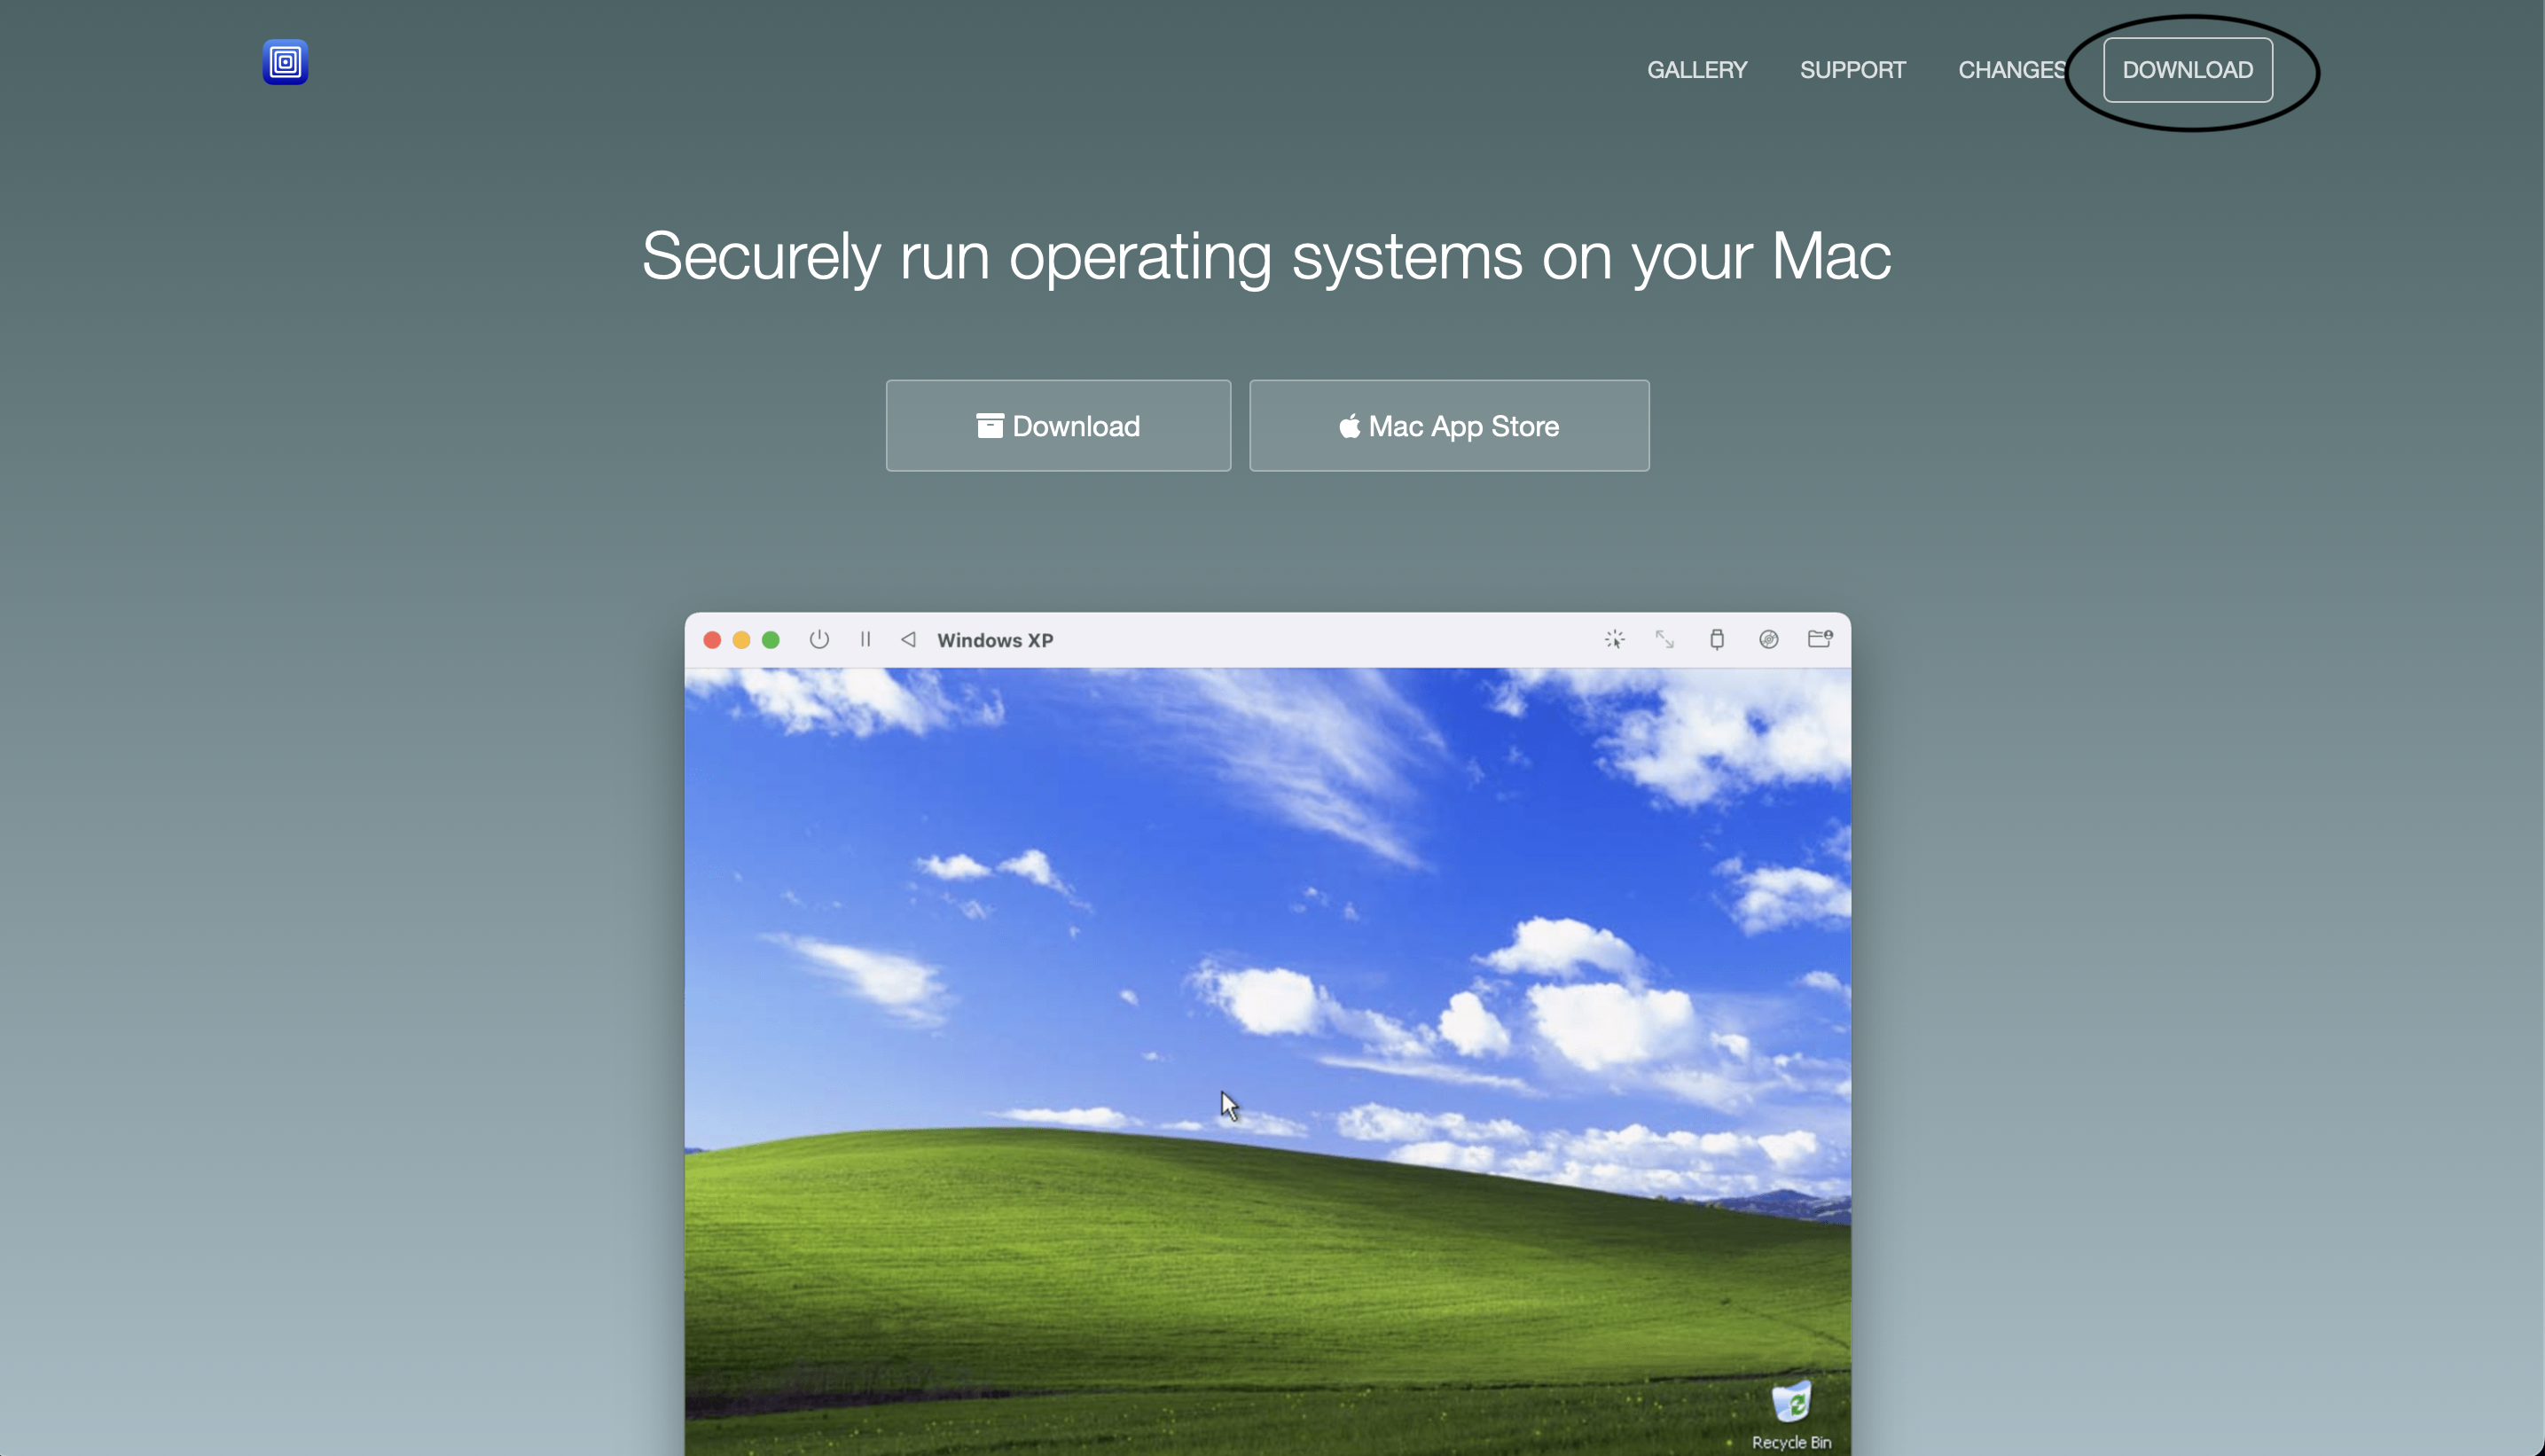 GALLERY SUPPORT CHANGES DOWNLOAD
Securely run operating systems on your Mac
Download Mac App Store
Windows XP
Recycle Bin